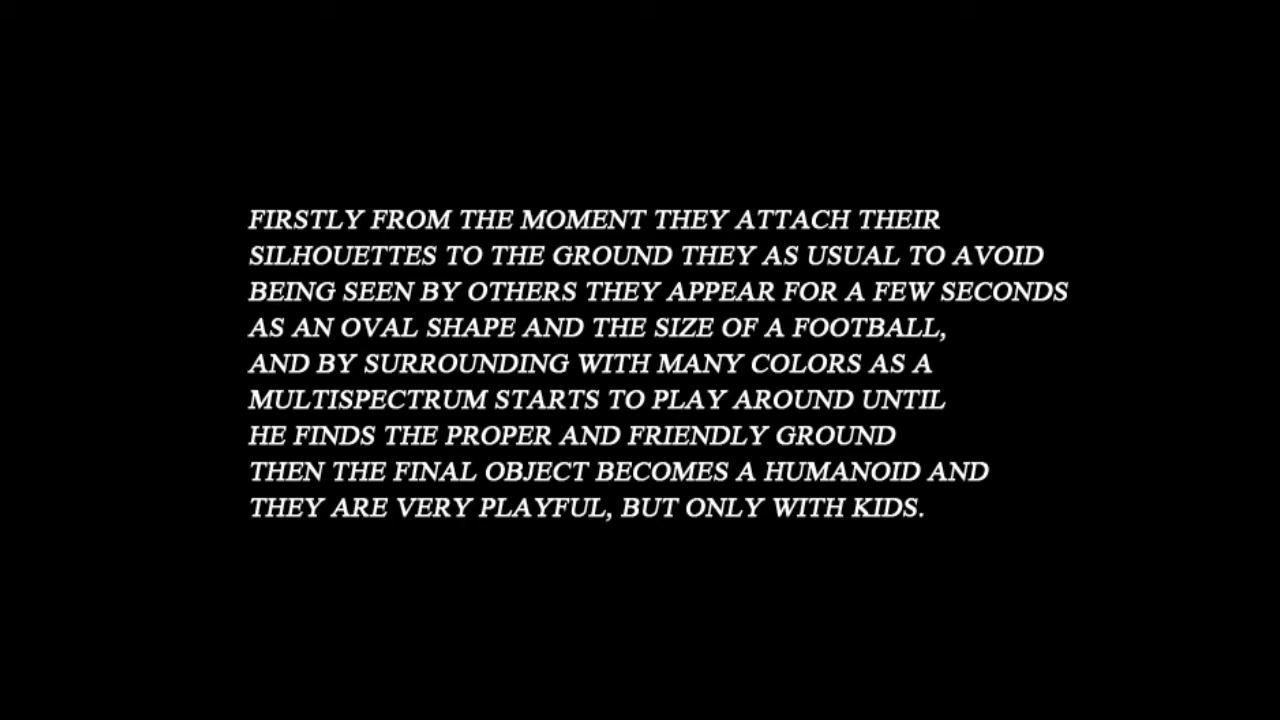 FIRSTLY FROM THE MOMENT THEY ATTACH THEIR
SILHOUETTES TO THE GROUND THEY AS USUAL TO AVOID
BEING SEEN BY OTHERS THEY APPEAR FOR A FEW SECONDS
AS AN OVAL SHAPE AND THE SIZE OF A FOOTBALL,
AND BY SURROUNDING WITH MANY COLORS AS A
MULTISPECTRUM STARTS TO PLAY AROUND UNTIL
HE FINDS THE PROPER AND FRIENDLY GROUND
THEN THE FINAL OBJECT BECOMES A HUMANOID AND
THEY ARE VERY PLAYFUL, BUT ONLY WITH KIDS.